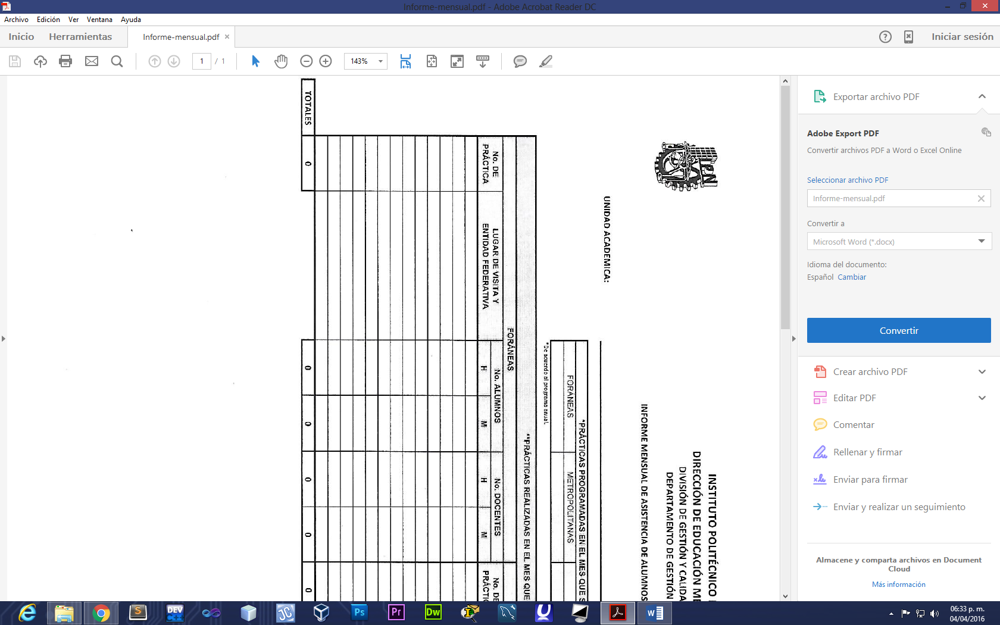 Informe-mensual.pdf - Adobe Acrobat Reader DC
Archivo Edición Ver Ventana Ayuda
Inicio Herramientas Informe-mensual.pdf × Iniciar sesión
1 / 1 143%
INSTITUTO POLITÉCNICO
DIRECCIÓN DE EDUCACIÓN ME
DIVISIÓN DE GESTIÓN Y CALIDA
DEPARTAMENTO DE GESTIÓN
INFORME MENSUAL DE ASISTENCIA DE ALUMNOS
UNIDAD ACADEMICA:
*PRÁCTICAS PROGRAMADAS EN EL MES QUE S
FORÁNEAS METROPOLITANAS
*De acuerdo al programa anual.
**PRÁCTICAS REALIZADAS EN EL MES QUE
FORÁNEAS
No. DE PRÁCTICA
LUGAR DE VISITA Y ENTIDAD FEDERATIVA
No. ALUMNOS
H M
No. DOCENTES
H M
No. DE PRÁCTIC
TOTALES 0 0 0 0 0 0
Exportar archivo PDF
Adobe Export PDF
Convertir archivos PDF a Word o Excel Online
Seleccionar archivo PDF
Informe-mensual.pdf
Convertir a
Microsoft Word (*.docx)
Idioma del documento:
Español Cambiar
Convertir
Crear archivo PDF
Editar PDF
Comentar
Rellenar y firmar
Enviar para firmar
Enviar y realizar un seguimiento
Almacene y comparta archivos en Document
Cloud
Más información
S DEV C++ JC Ps Pr Dw W
06:33 p. m.
04/04/2016